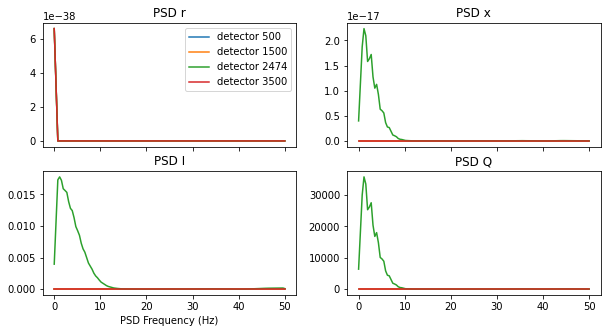 PSD r
1e−38
6
4
2
0
detector 500
detector 1500
detector 2474
detector 3500
PSD x
1e−17
2.0
1.5
1.0
0.5
0.0
PSD I
0.015
0.010
0.005
0.000
0 10 20 30 40 50
PSD Frequency (Hz)
PSD Q
30000
20000
10000
0
0 10 20 30 40 50